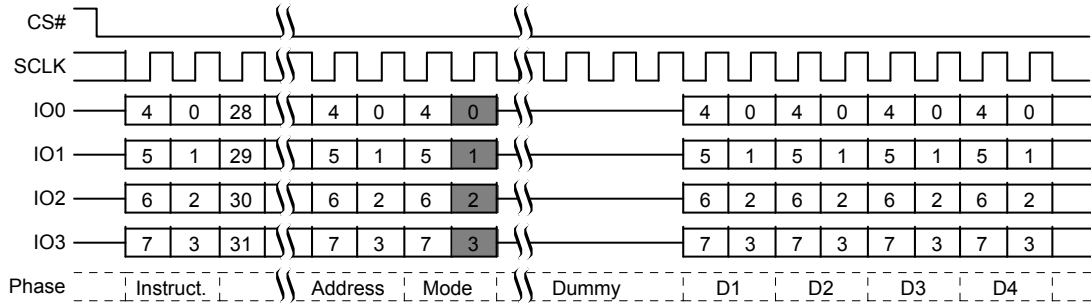 CS#
SCLK
IO0 4 0 28 4 0 4 0 4 0 4 0 4 0 4 0
IO1 5 1 29 5 1 5 1 5 1 5 1 5 1 5 1
IO2 6 2 30 6 2 6 2 6 2 6 2 6 2 6 2
IO3 7 3 31 7 3 7 3 7 3 7 3 7 3 7 3
Phase Instruct. Address Mode Dummy D1 D2 D3 D4